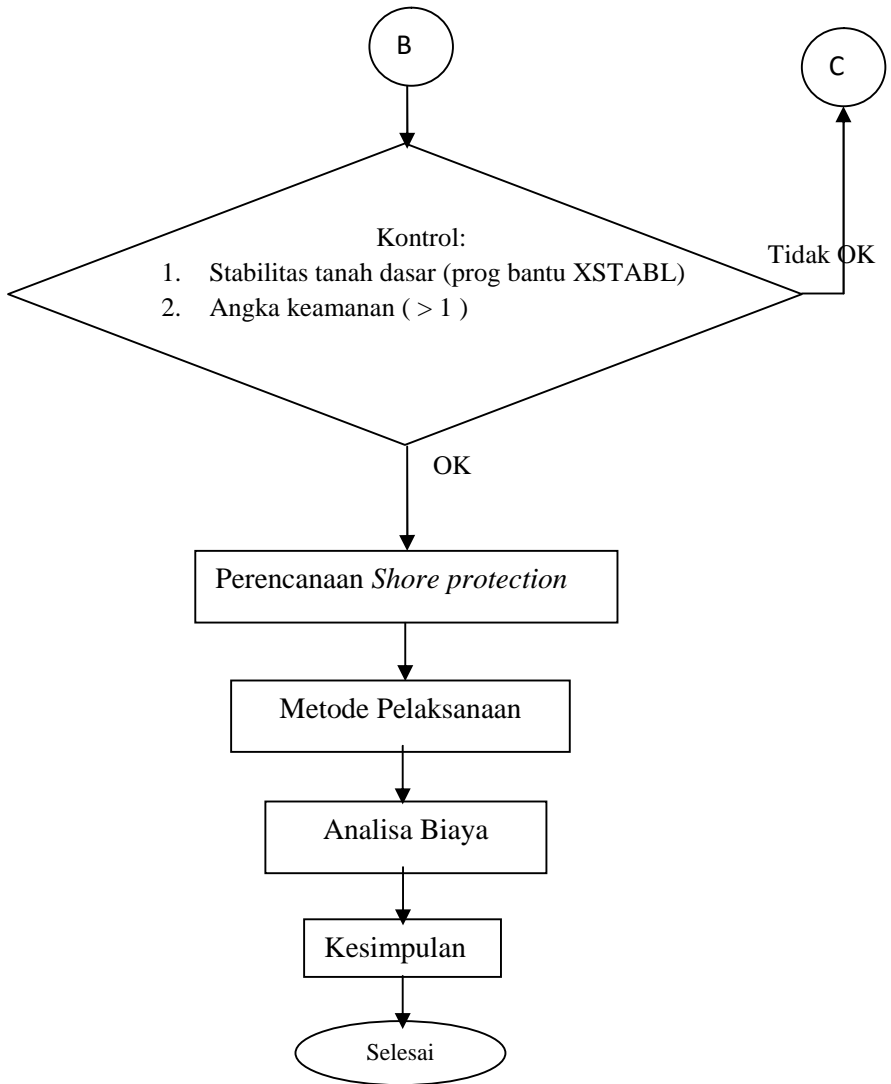 B
C
Kontrol:
1. Stabilitas tanah dasar (prog bantu XSTABL)
2. Angka keamanan ( > 1 )
Tidak OK
OK
Perencanaan Shore protection
Metode Pelaksanaan
Analisa Biaya
Kesimpulan
Selesai